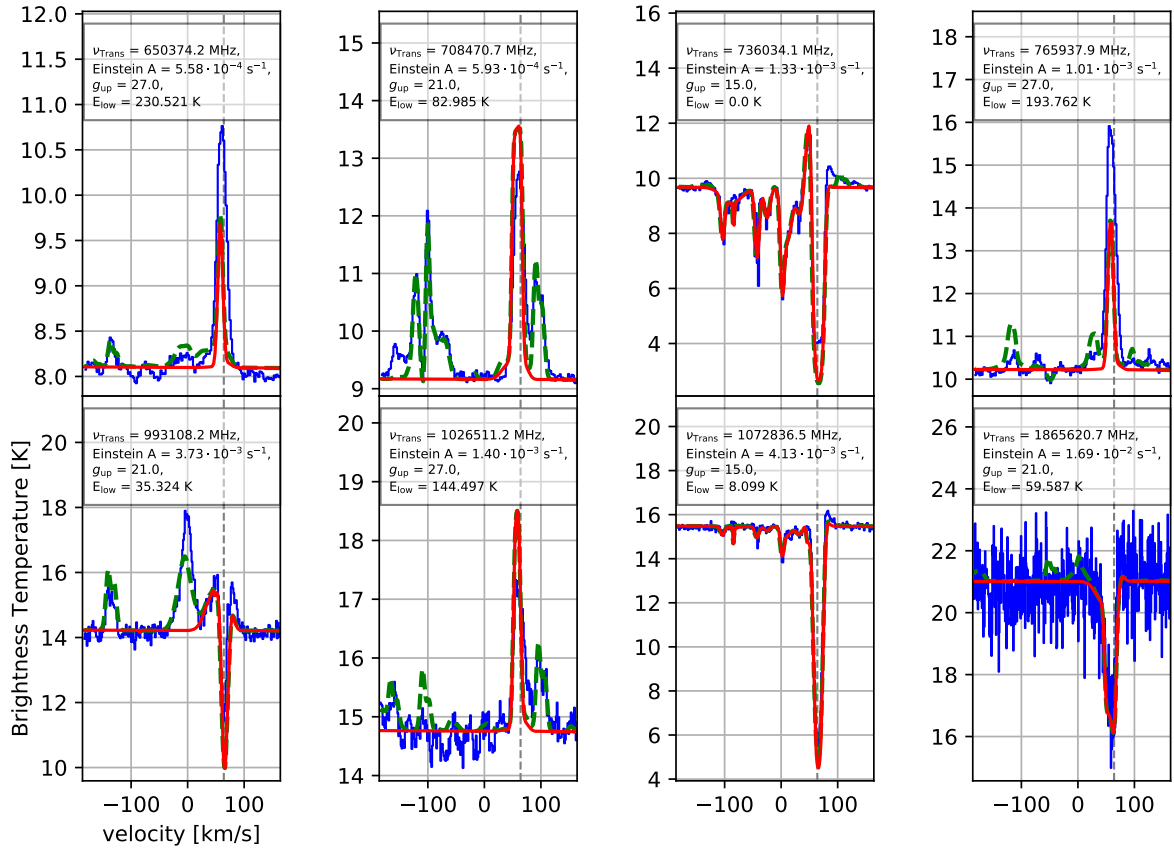 12.0
11.5
11.0
10.5
10.0
9.5
9.0
8.5
8.0
ν_Trans = 650374.2 MHz,
Einstein A = 5.58 · 10⁻⁴ s⁻¹,
g_up = 27.0,
E_low = 230.521 K
15
14
13
12
11
10
9
ν_Trans = 708470.7 MHz,
Einstein A = 5.93 · 10⁻⁴ s⁻¹,
g_up = 21.0,
E_low = 82.985 K
16
14
12
10
8
6
4
ν_Trans = 736034.1 MHz,
Einstein A = 1.33 · 10⁻³ s⁻¹,
g_up = 15.0,
E_low = 0.0 K
18
17
16
15
14
13
12
11
10
ν_Trans = 765937.9 MHz,
Einstein A = 1.01 · 10⁻³ s⁻¹,
g_up = 27.0,
E_low = 193.762 K
Brightness Temperature [K]
20
18
16
14
12
10
ν_Trans = 993108.2 MHz,
Einstein A = 3.73 · 10⁻³ s⁻¹,
g_up = 21.0,
E_low = 35.324 K
20
19
18
17
16
15
14
ν_Trans = 1026511.2 MHz,
Einstein A = 1.40 · 10⁻³ s⁻¹,
g_up = 27.0,
E_low = 144.497 K
20
18
16
14
12
10
8
6
4
ν_Trans = 1072836.5 MHz,
Einstein A = 4.13 · 10⁻³ s⁻¹,
g_up = 15.0,
E_low = 8.099 K
26
24
22
20
18
16
ν_Trans = 1865620.7 MHz,
Einstein A = 1.69 · 10⁻² s⁻¹,
g_up = 21.0,
E_low = 59.587 K
−100 0 100
−100 0 100
−100 0 100
−100 0 100
velocity [km/s]